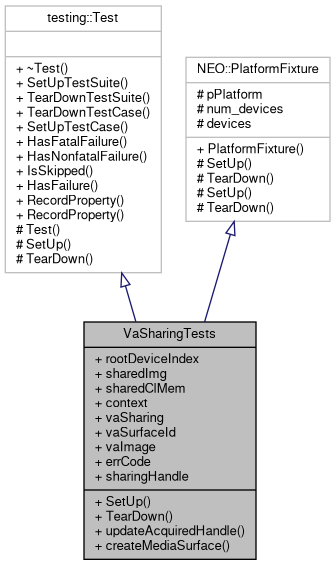 testing::Test
+ ~Test()
+ SetUpTestSuite()
+ TearDownTestSuite()
+ TearDownTestCase()
+ SetUpTestCase()
+ HasFatalFailure()
+ HasNonfatalFailure()
+ IsSkipped()
+ HasFailure()
+ RecordProperty()
+ RecordProperty()
# Test()
# SetUp()
# TearDown()
NEO::PlatformFixture
# pPlatform
# num_devices
# devices
+ PlatformFixture()
# SetUp()
# TearDown()
# SetUp()
# TearDown()
VaSharingTests
+ rootDeviceIndex
+ sharedImg
+ sharedClMem
+ context
+ vaSharing
+ vaSurfaceId
+ vaImage
+ errCode
+ sharingHandle
+ SetUp()
+ TearDown()
+ updateAcquiredHandle()
+ createMediaSurface()